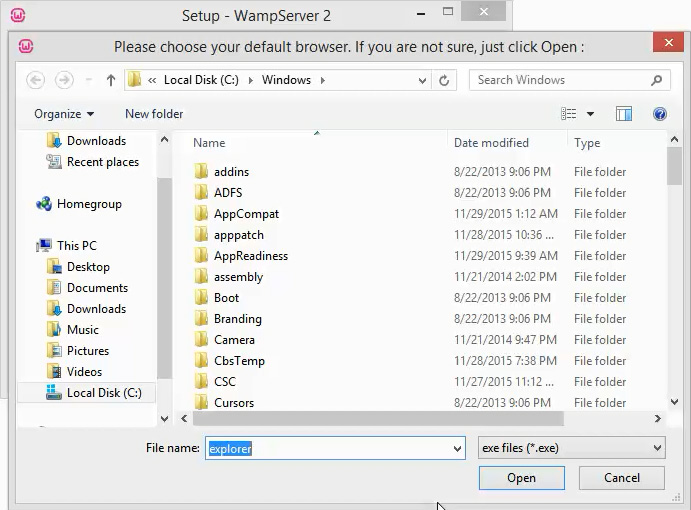 Setup - WampServer 2
Please choose your default browser. If you are not sure, just click Open :
« Local Disk (C:) Windows
Search Windows
Organize New folder
Downloads
Recent places
Homegroup
This PC
Desktop
Documents
Downloads
Music
Pictures
Videos
Local Disk (C:)
Name Date modified Type
addins 8/22/2013 9:06 PM File folder
ADFS 8/22/2013 9:06 PM File folder
AppCompat 11/29/2015 1:12 AM File folder
apppatch 11/28/2015 10:36 ... File folder
AppReadiness 11/29/2015 9:39 AM File folder
assembly 11/21/2014 2:02 PM File folder
Boot 8/22/2013 9:06 PM File folder
Branding 8/22/2013 9:06 PM File folder
Camera 11/21/2014 9:47 PM File folder
CbsTemp 11/28/2015 7:38 PM File folder
CSC 11/27/2015 11:12 ... File folder
Cursors 8/22/2013 9:06 PM File folder
File name: explorer exe files (*.exe)
Open Cancel